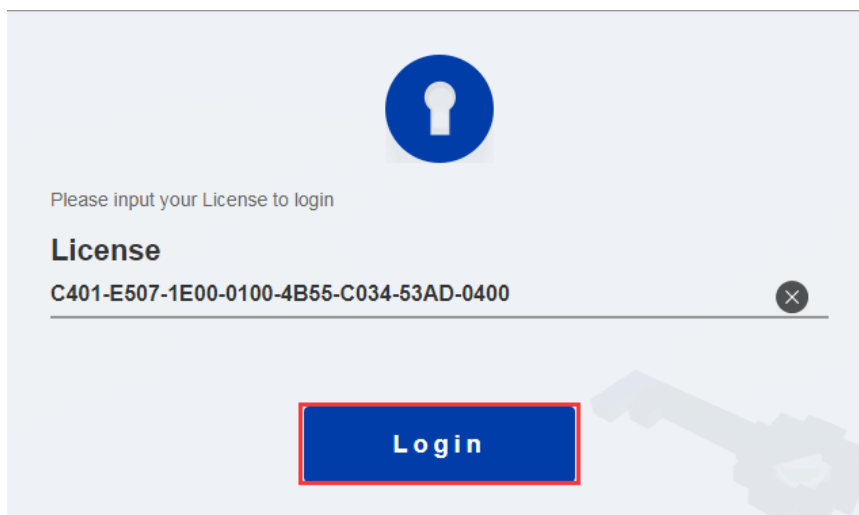 Please input your License to login
License
C401-E507-1E00-0100-4B55-C034-53AD-0400
Login